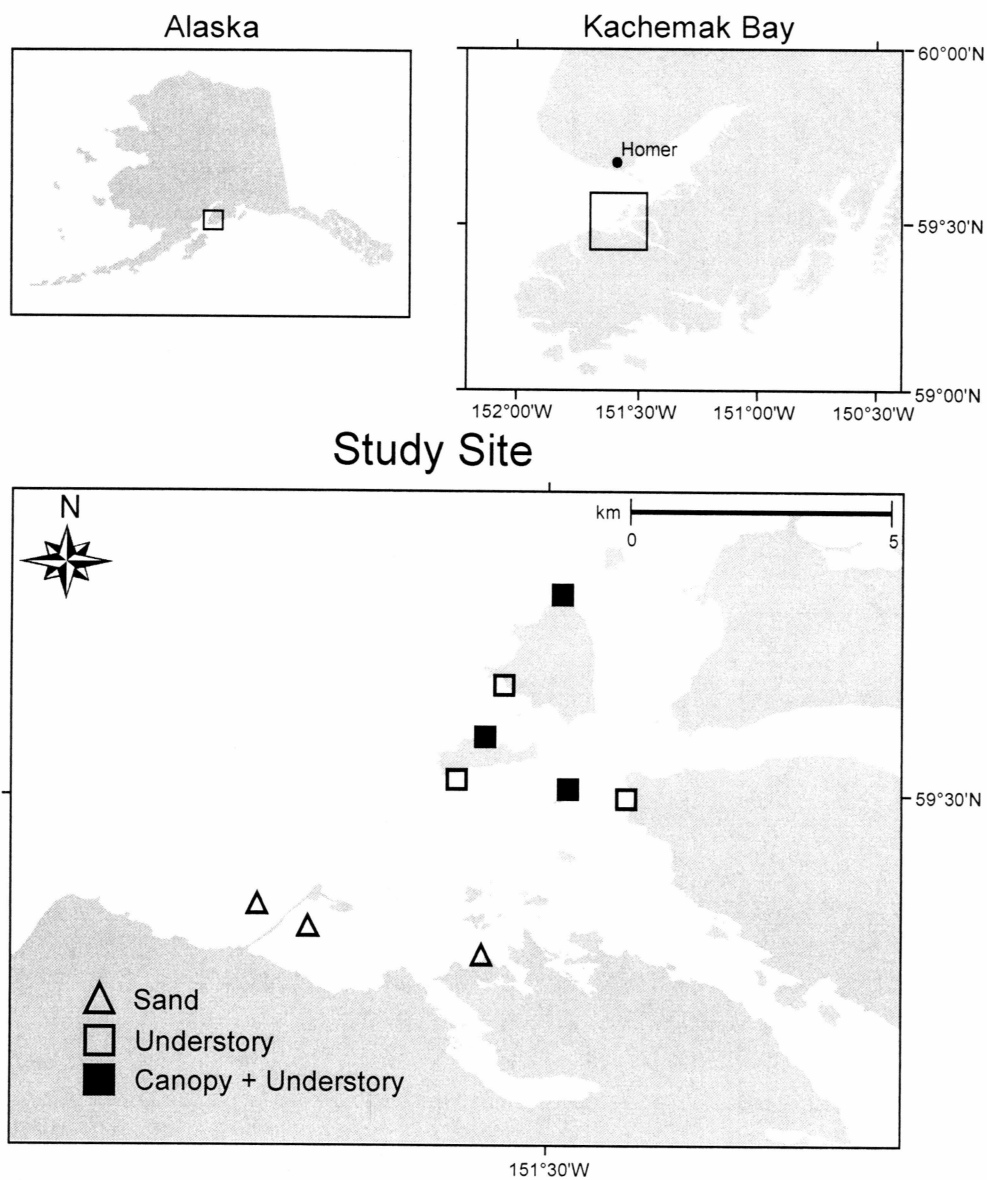 Alaska
Kachemak Bay
60°00'N
Homer
59°30'N
59°00'N
152°00'W 151°30'W 151°00'W 150°30'W
Study Site
N
km
0 5
59°30'N
Sand
Understory
Canopy + Understory
151°30'W